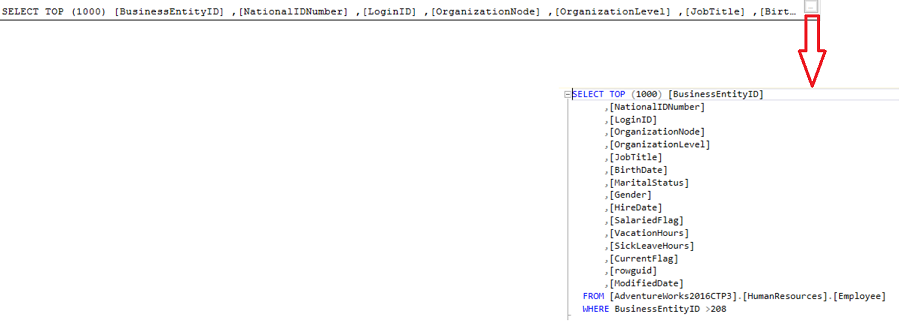 SELECT TOP (1000) [BusinessEntityID] ,[NationalIDNumber] ,[LoginID] ,[OrganizationNode] ,[OrganizationLevel] ,[JobTitle] ,[Birt... ...
SELECT TOP (1000) [BusinessEntityID]
,[NationalIDNumber]
,[LoginID]
,[OrganizationNode]
,[OrganizationLevel]
,[JobTitle]
,[BirthDate]
,[MaritalStatus]
,[Gender]
,[HireDate]
,[SalariedFlag]
,[VacationHours]
,[SickLeaveHours]
,[CurrentFlag]
,[rowguid]
,[ModifiedDate]
FROM [AdventureWorks2016CTP3].[HumanResources].[Employee]
WHERE BusinessEntityID >208